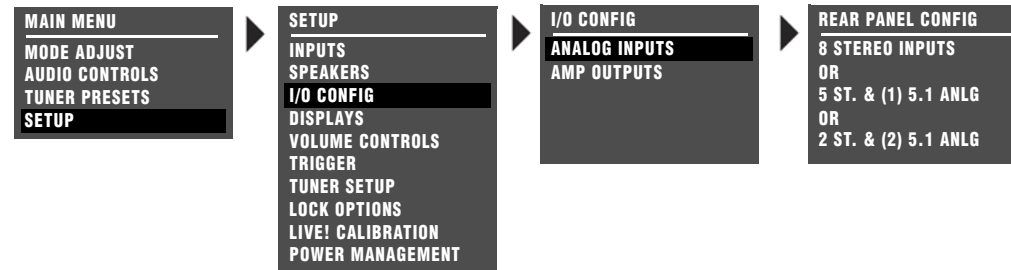 MAIN MENU
MODE ADJUST
AUDIO CONTROLS
TUNER PRESETS
SETUP
SETUP
INPUTS
SPEAKERS
I/O CONFIG
DISPLAYS
VOLUME CONTROLS
TRIGGER
TUNER SETUP
LOCK OPTIONS
LIVE! CALIBRATION
POWER MANAGEMENT
I/O CONFIG
ANALOG INPUTS
AMP OUTPUTS
REAR PANEL CONFIG
8 STEREO INPUTS
OR
5 ST. & (1) 5.1 ANLG
OR
2 ST. & (2) 5.1 ANLG